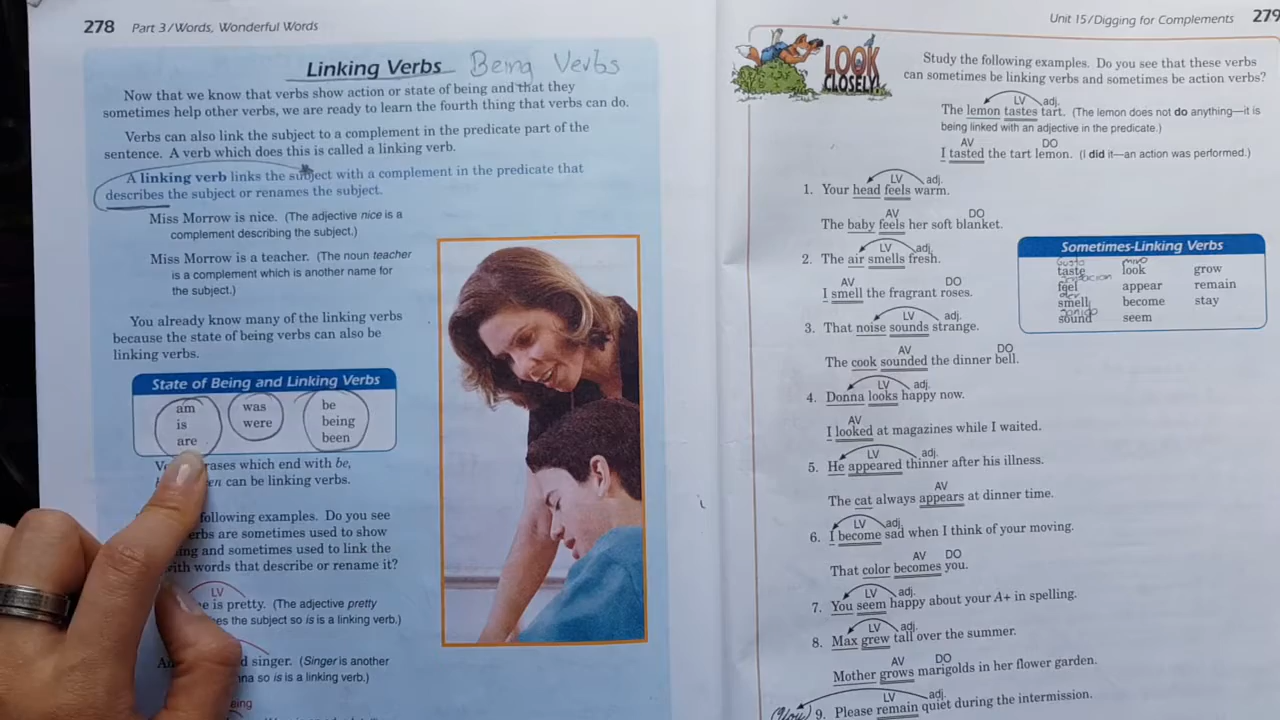 278 Part 3/Words, Wonderful Words
Linking Verbs Being Verbs
Now that we know that verbs show action or state of being and that they
sometimes help other verbs, we are ready to learn the fourth thing that verbs can do.
Verbs can also link the subject to a complement in the predicate part of the
sentence. A verb which does this is called a linking verb.
A linking verb links the subject with a complement in the predicate that
describes the subject or renames the subject.
Miss Morrow is nice. (The adjective nice is a
complement describing the subject.)
Miss Morrow is a teacher. (The noun teacher
is a complement which is another name for
the subject.)
You already know many of the linking verbs
because the state of being verbs can also be
linking verbs.
State of Being and Linking Verbs
am was be
is were being
are been
rases which end with be,
en can be linking verbs.
following examples. Do you see
erbs are sometimes used to show
ing and sometimes used to link the
ith words that describe or rename it?
LV
e is pretty. (The adjective pretty
es the subject so is is a linking verb.)
d singer. (Singer is another
na so is is a linking verb.)
eing
Unit 15/Digging for Complements 279
LOOK
CLOSELY!
Study the following examples. Do you see that these verbs
can sometimes be linking verbs and sometimes be action verbs?
LV adj.
The lemon tastes tart. (The lemon does not do anything—it is
being linked with an adjective in the predicate.)
AV DO
I tasted the tart lemon. (I did it—an action was performed.)
LV adj.
1. Your head feels warm.
AV DO
The baby feels her soft blanket.
LV adj.
2. The air smells fresh.
AV DO
I smell the fragrant roses.
LV adj.
3. That noise sounds strange.
AV DO
The cook sounded the dinner bell.
LV adj.
4. Donna looks happy now.
AV
I looked at magazines while I waited.
LV adj.
5. He appeared thinner after his illness.
AV
The cat always appears at dinner time.
LV adj.
6. I become sad when I think of your moving.
AV DO
That color becomes you.
LV adj.
7. You seem happy about your A+ in spelling.
LV adj.
8. Max grew tall over the summer.
AV DO
Mother grows marigolds in her flower garden.
LV adj.
(You) 9. Please remain quiet during the intermission.
Sometimes-Linking Verbs
taste look grow
feel appear remain
smell become stay
sonido
sound seem